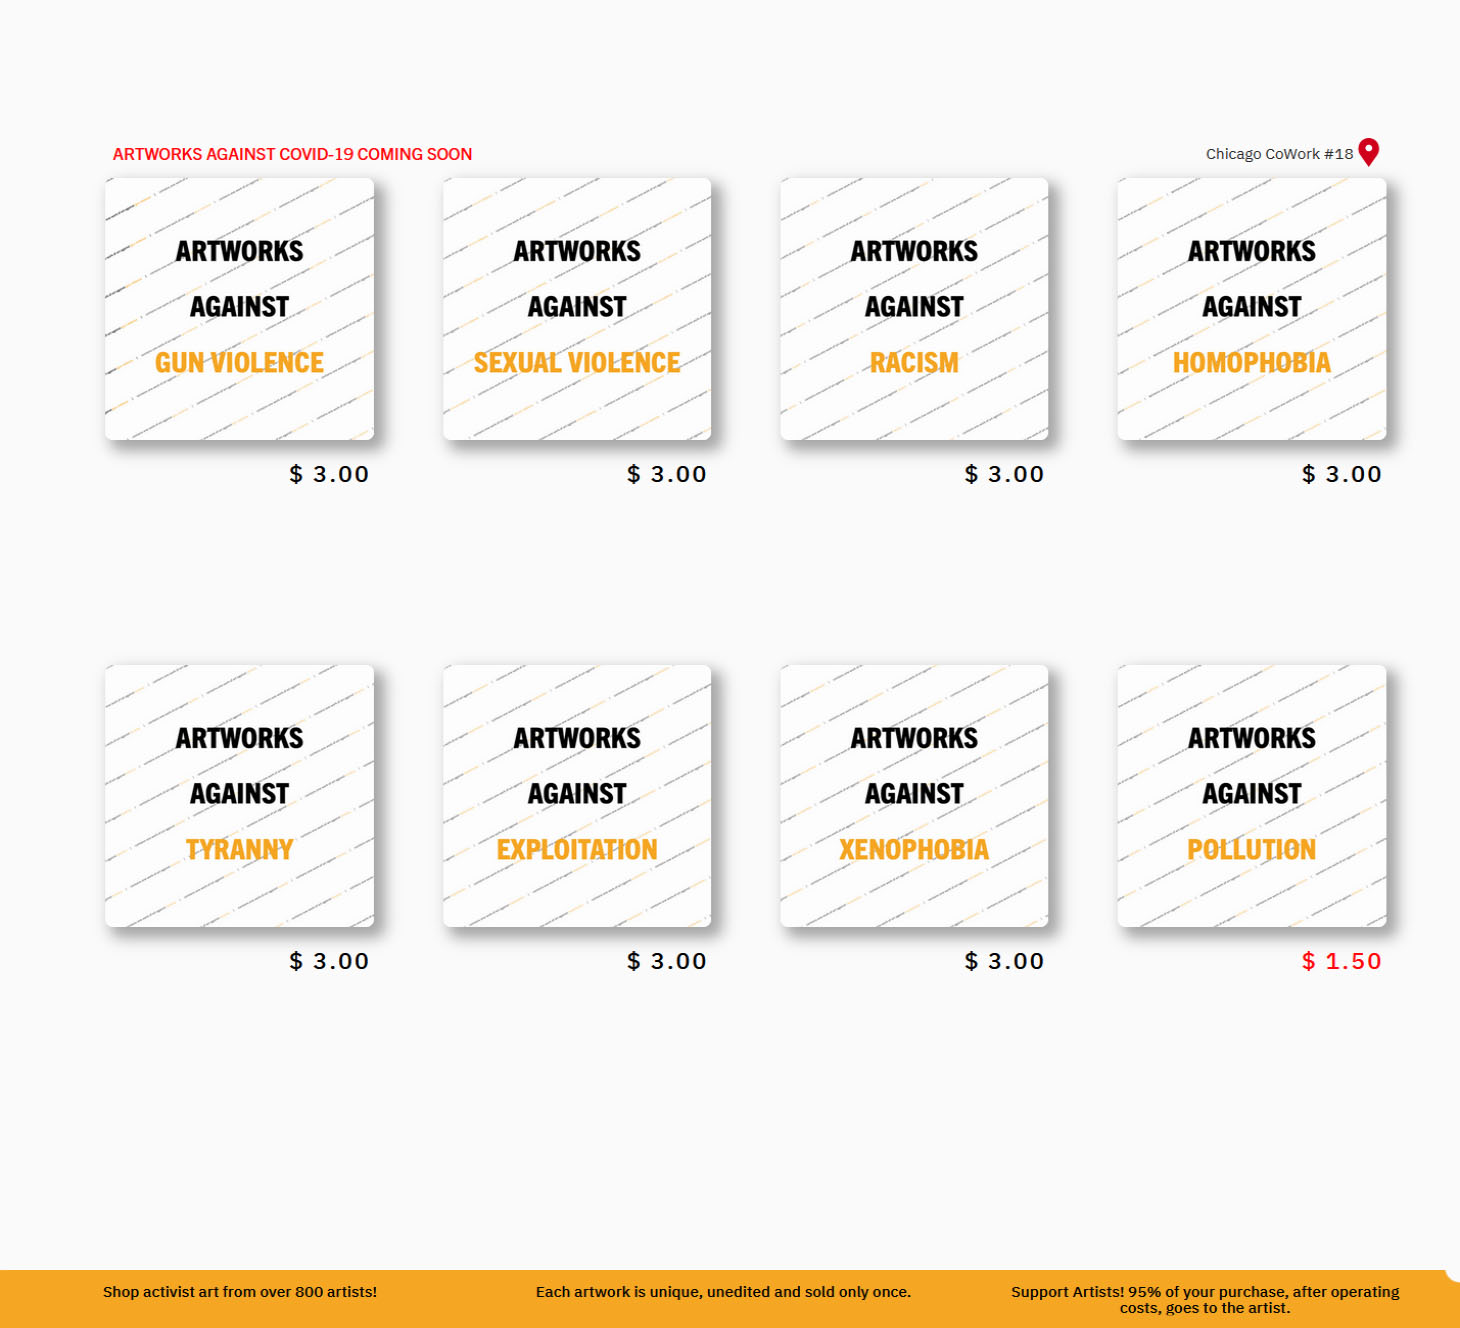 ARTWORKS AGAINST COVID-19 COMING SOON
Chicago CoWork #18
ARTWORKS
AGAINST
GUN VIOLENCE
$ 3.00
ARTWORKS
AGAINST
SEXUAL VIOLENCE
$ 3.00
ARTWORKS
AGAINST
RACISM
$ 3.00
ARTWORKS
AGAINST
HOMOPHOBIA
$ 3.00
ARTWORKS
AGAINST
TYRANNY
$ 3.00
ARTWORKS
AGAINST
EXPLOITATION
$ 3.00
ARTWORKS
AGAINST
XENOPHOBIA
$ 3.00
ARTWORKS
AGAINST
POLLUTION
$ 1.50
Shop activist art from over 800 artists!
Each artwork is unique, unedited and sold only once.
Support Artists! 95% of your purchase, after operating
costs, goes to the artist.